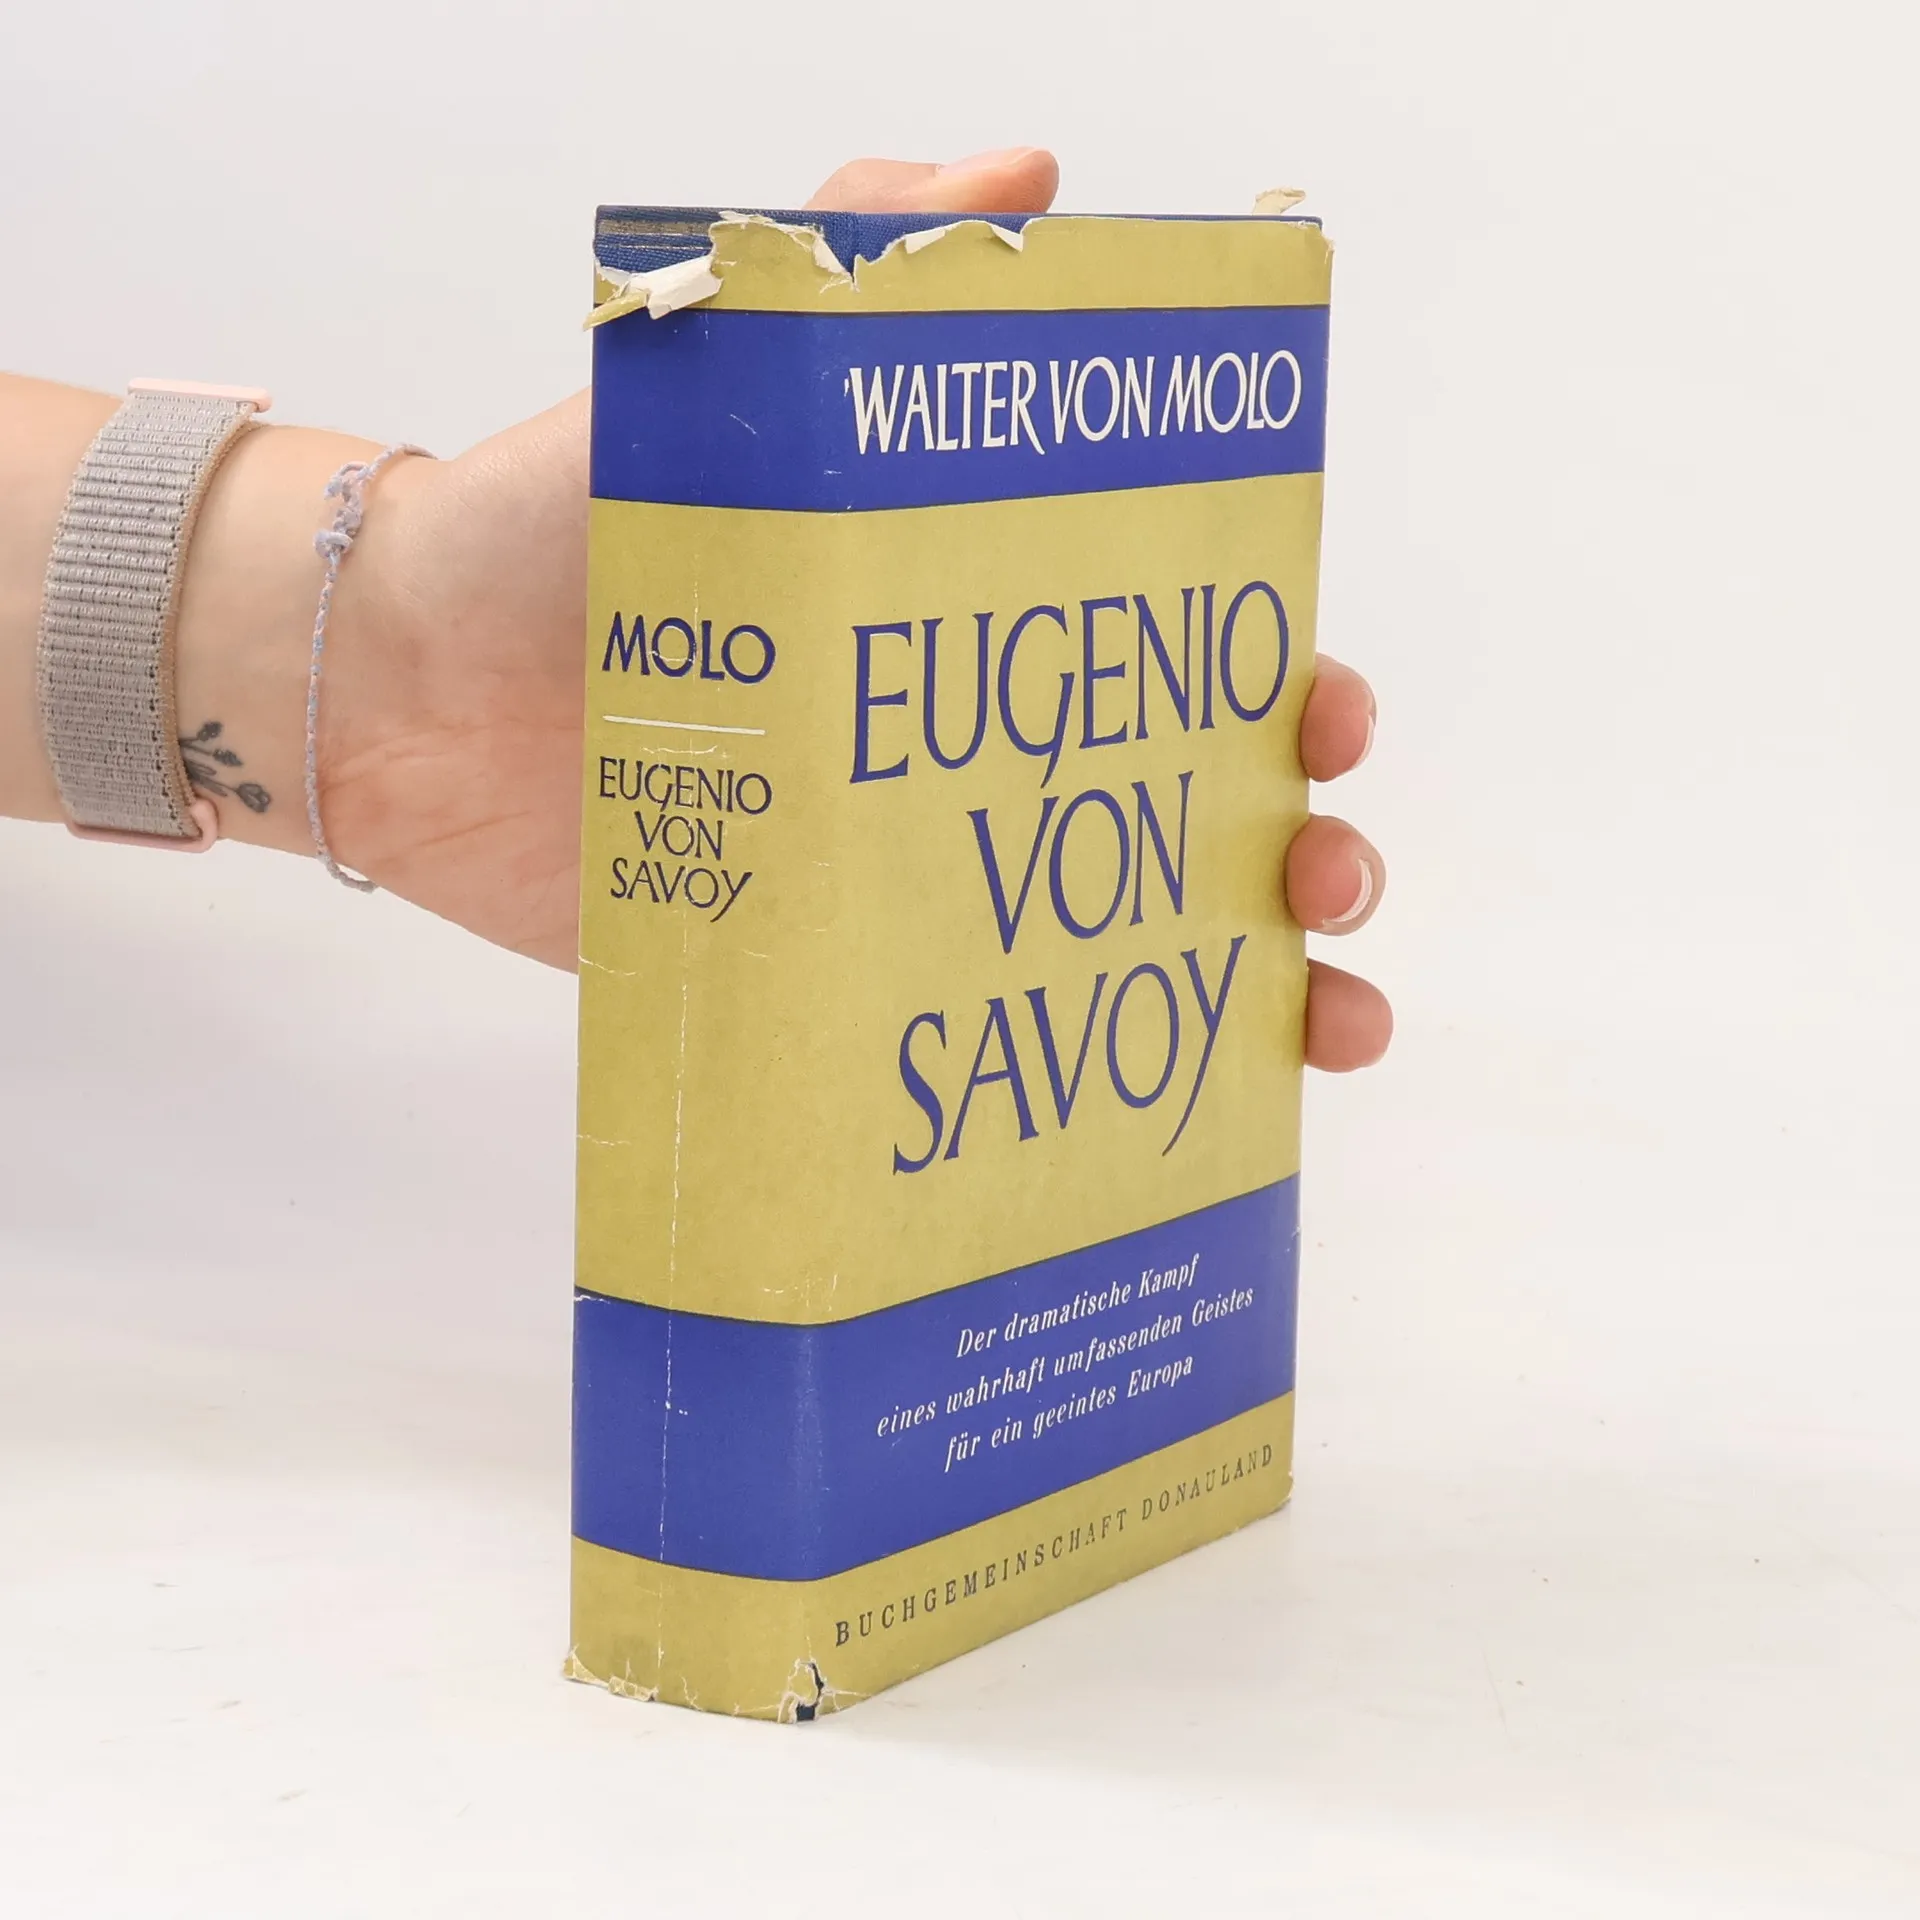 MOLO
EUGENIO
VON
SAVOY
WALTER VON MOLO
EUGENIO
VON
SAVOY
Der dramatische Kampf
eines wahrhaft umfassenden Geistes
für ein geeintes Europa
BUCHGEMEINSCHAFT DONAULAND